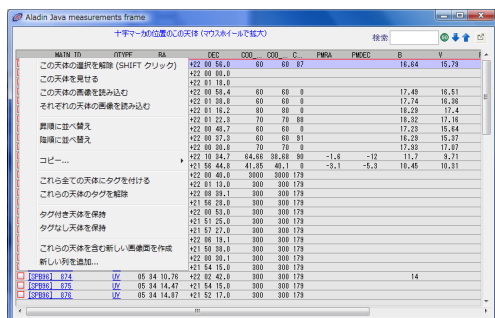 Aladin Java measurements frame
十字マーカの位置のこの天体 (マウスホイールで拡大)
検索
MAIN_ID OTYPE RA DEC COO_... COO_... C... PMRA PMDEC B V
この天体の選択を解除 (SHIFT クリック)
この天体を見せる
この天体の画像を読み込む
それぞれの天体の画像を読み込む
昇順に並べ替え
降順に並べ替え
コピー...
これら全ての天体にタグを付ける
これらの天体のタグを解除
タグ付き天体を保持
タグなし天体を保持
これらの天体を含む新しい画像面を作成
新しい列を追加...
+22 00 56.0 60 60 87 16.64 15.79
+22 00 00.0
+22 01 18.0
+22 00 58.4 60 60 0 17.49 16.51
+22 01 38.8 60 60 0 17.74 16.36
+22 01 16.2 80 80 0 18.29 17.4
+22 01 22.3 70 70 88 18.32 17.16
+22 00 48.7 60 60 0 17.23 15.64
+22 00 37.3 60 60 91 16.29 15.37
+22 00 30.8 70 70 0 17.93 17.07
+22 10 34.7 64.66 38.68 90 -1.6 -12 11.7 9.71
+21 56 44.8 41.85 40.1 0 -3.1 -5.3 10.45 10.31
+22 00 40.0 3000 3000 179
+22 01 13.0 300 300 179
+22 08 39.1 300 300 179
+21 56 28.0 300 300 179
+22 00 53.0 300 300 179
+21 51 25.0 300 300 179
+21 57 27.0 300 300 179
+22 06 19.1 300 300 179
+21 50 38.0 300 300 179
+22 00 30.1 300 300 179
+21 54 15.0 300 300 179
[SPB96] 874 UV 05 34 10.76 +22 02 42.0 300 300 179 14
[SPB96] 875 UV 05 34 14.47 +21 54 15.0 300 300 179
[SPB96] 876 UV 05 34 14.87 +21 52 17.0 300 300 179